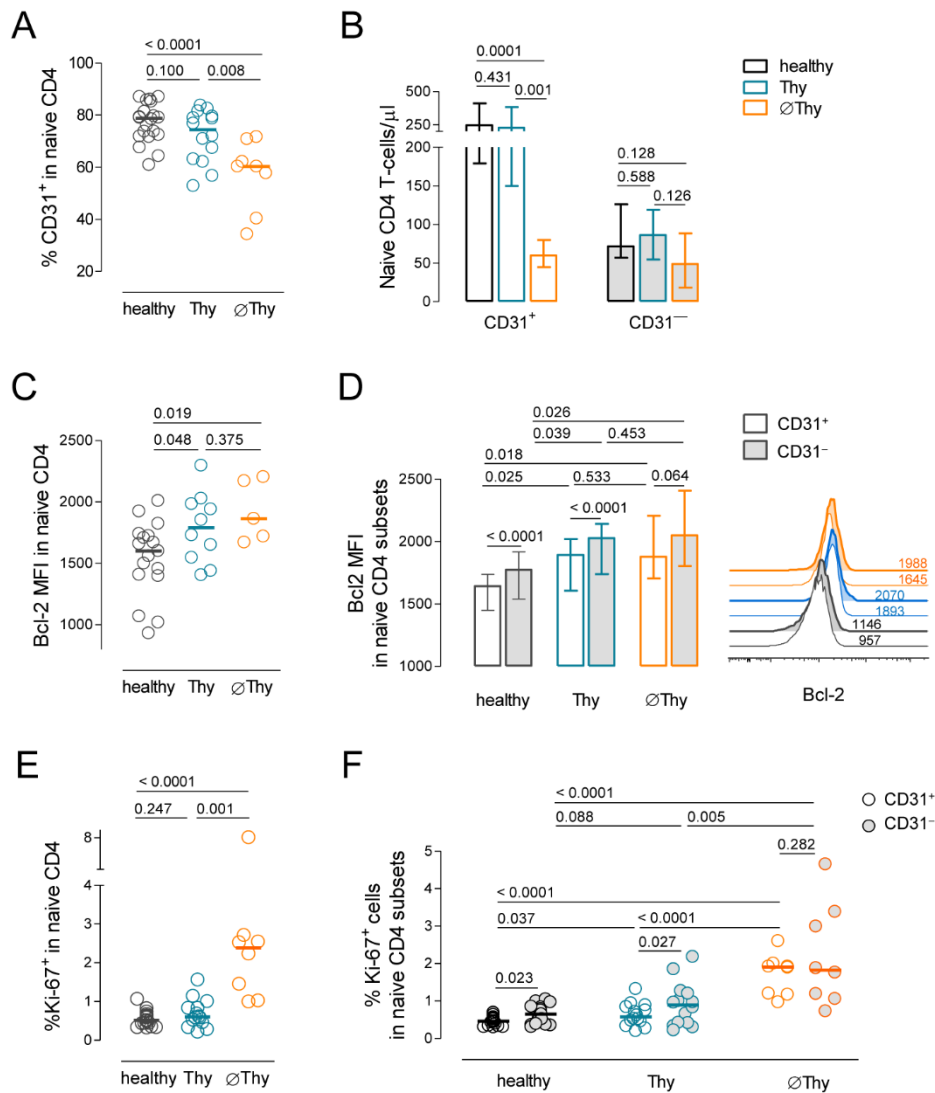 A
< 0.0001
0.100
0.008
100
80
60
40
20
% CD31+ in naive CD4
healthy
Thy
∅Thy
B
healthy
Thy
∅Thy
0.0001
0.431
0.001
500
250
200
150
100
50
0
Naive CD4 T-cells/µl
0.128
0.588
0.126
CD31+
CD31—
C
0.019
0.048
0.375
2500
2000
1500
1000
Bcl-2 MFI in naive CD4
healthy
Thy
∅Thy
D
0.026
0.039
0.453
0.018
0.025
0.533
0.064
< 0.0001
< 0.0001
2500
2000
1500
1000
Bcl2 MFI
in naive CD4 subsets
healthy
Thy
∅Thy
CD31+
CD31–
1988
1645
2070
1893
1146
957
Bcl-2
E
< 0.0001
0.247
0.001
8
4
3
2
1
0
%Ki-67+ in naive CD4
healthy
Thy
∅Thy
F
CD31+
CD31–
< 0.0001
0.088
0.005
0.282
< 0.0001
0.037
< 0.0001
0.027
0.023
5
4
3
2
1
0
% Ki-67+ cells
in naive CD4 subsets
healthy
Thy
∅Thy